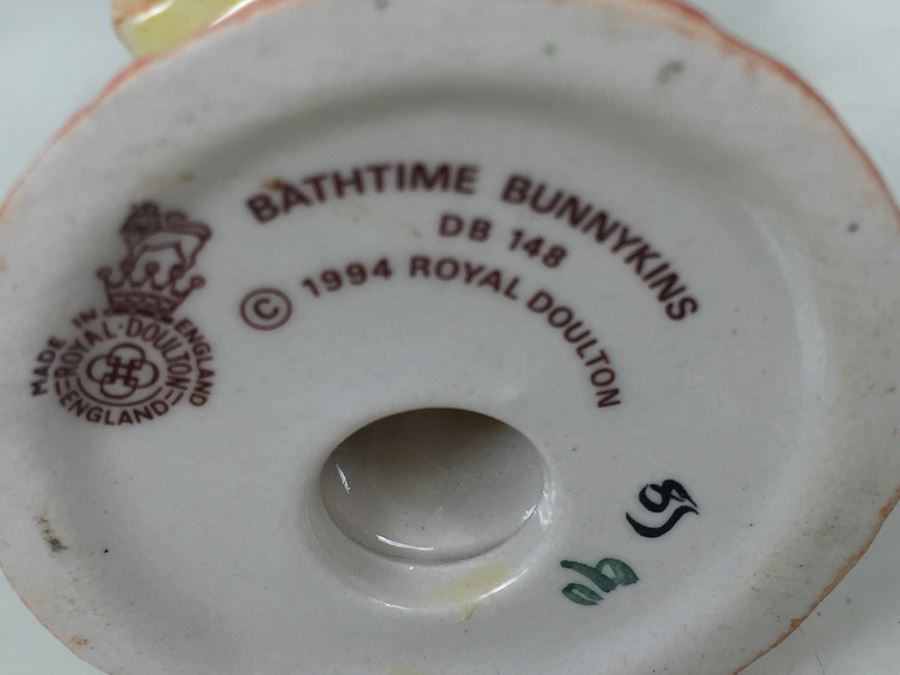 BATHTIME BUNNYKINS
DB 148
© 1994 ROYAL DOULTON
MADE IN ENGLAND
ROYAL·DOULTON
ENGLAND